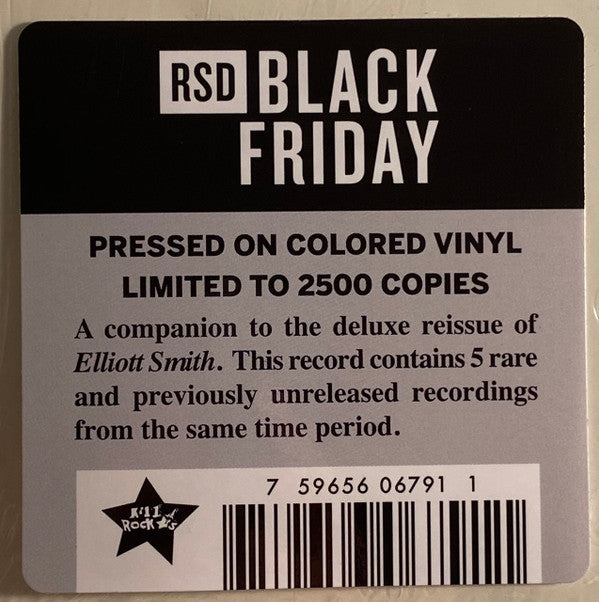 RSD BLACK
FRIDAY
PRESSED ON COLORED VINYL
LIMITED TO 2500 COPIES
A companion to the deluxe reissue of
Elliott Smith. This record contains 5 rare
and previously unreleased recordings
from the same time period.
7 59656 06791 1
Kill
ROCK